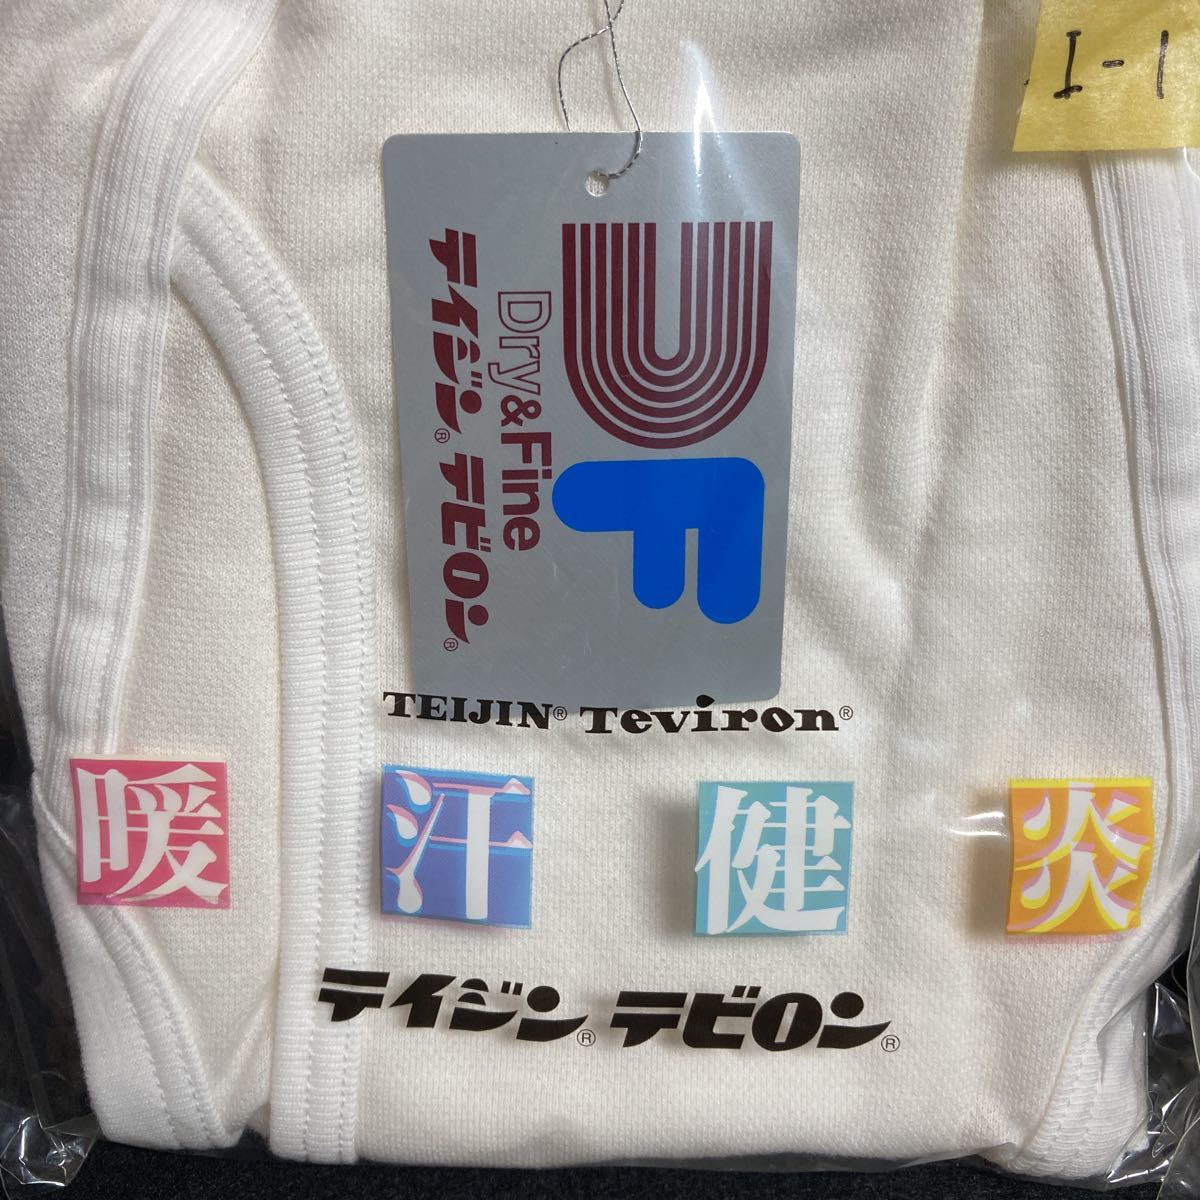 I-1
DF
Dry&Fine
テイジン® テビロン®
TEIJIN® Teviron®
暖 汗 健 炎
テイジン® テビロン®